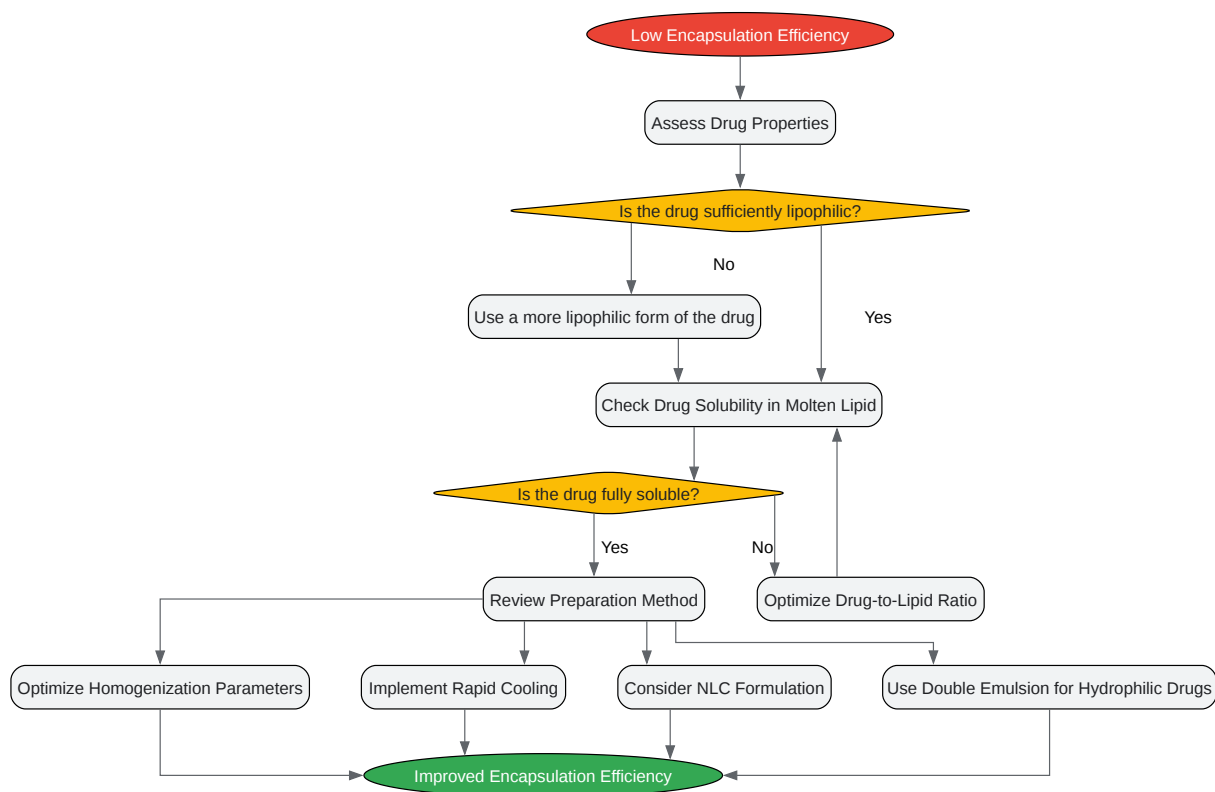 Low Encapsulation Efficiency
Assess Drug Properties
Is the drug sufficiently lipophilic?
No
Use a more lipophilic form of the drug
Yes
Check Drug Solubility in Molten Lipid
Is the drug fully soluble?
Yes
No
Review Preparation Method
Optimize Drug-to-Lipid Ratio
Optimize Homogenization Parameters
Implement Rapid Cooling
Consider NLC Formulation
Use Double Emulsion for Hydrophilic Drugs
Improved Encapsulation Efficiency